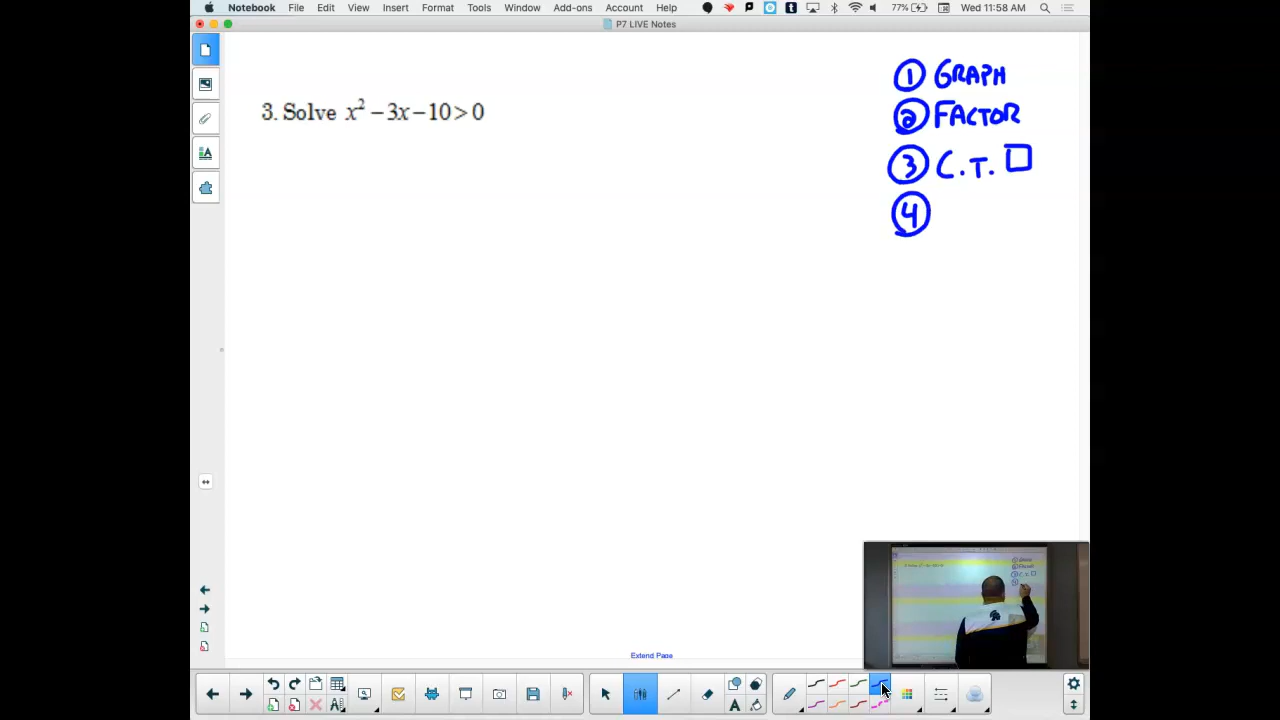 Notebook File Edit View Insert Format Tools Window Add-ons Account Help 77% Wed 11:58 AM
P7 LIVE Notes
① GRAPH
3. Solve x² − 3x − 10 > 0
② FACTOR
③ C.T. □
④
Extend Page